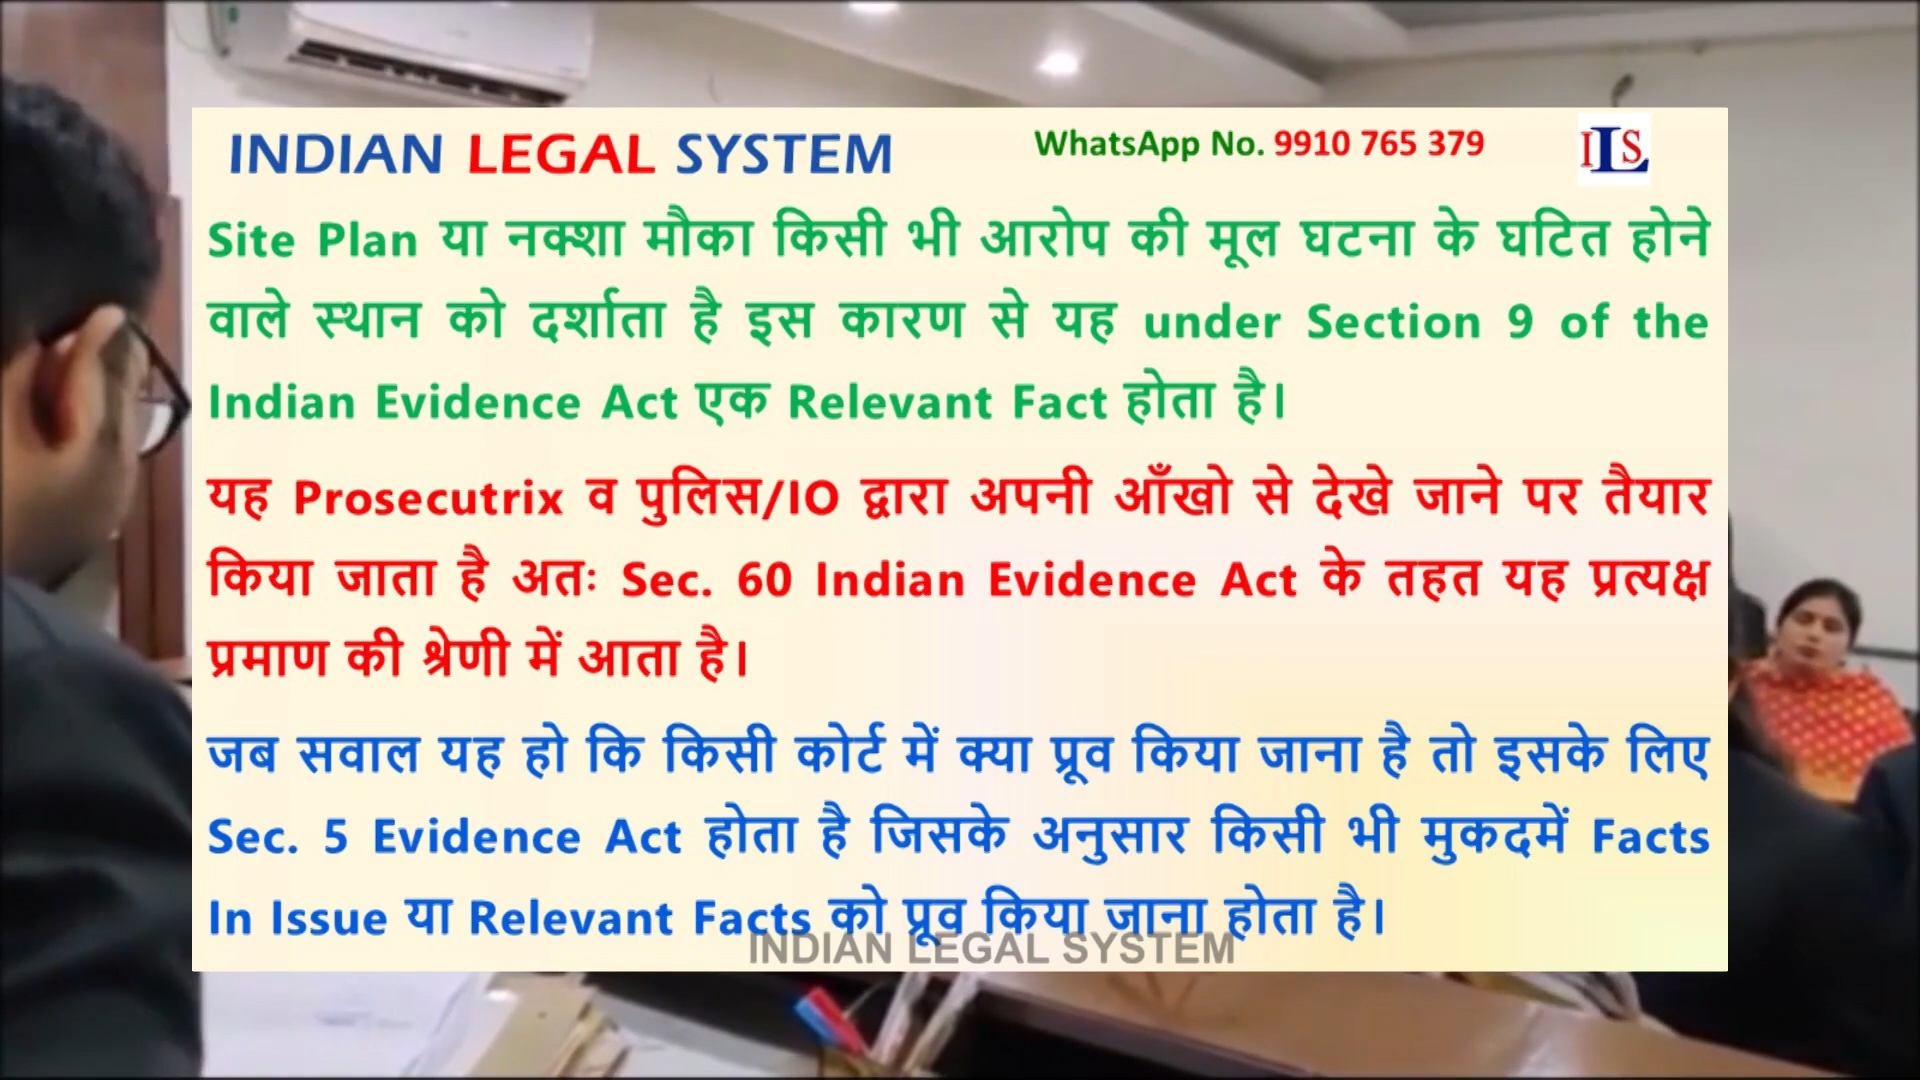 INDIAN LEGAL SYSTEM
WhatsApp No. 9910 765 379
ILS
Site Plan या नक्शा मौका किसी भी आरोप की मूल घटना के घटित होने
वाले स्थान को दर्शाता है इस कारण से यह under Section 9 of the
Indian Evidence Act एक Relevant Fact होता है।
यह Prosecutrix व पुलिस/IO द्वारा अपनी आँखो से देखे जाने पर तैयार
किया जाता है अतः Sec. 60 Indian Evidence Act के तहत यह प्रत्यक्ष
प्रमाण की श्रेणी में आता है।
जब सवाल यह हो कि किसी कोर्ट में क्या प्रूव किया जाना है तो इसके लिए
Sec. 5 Evidence Act होता है जिसके अनुसार किसी भी मुकदमें Facts
In Issue या Relevant Facts को प्रूव किया जाना होता है।
INDIAN LEGAL SYSTEM